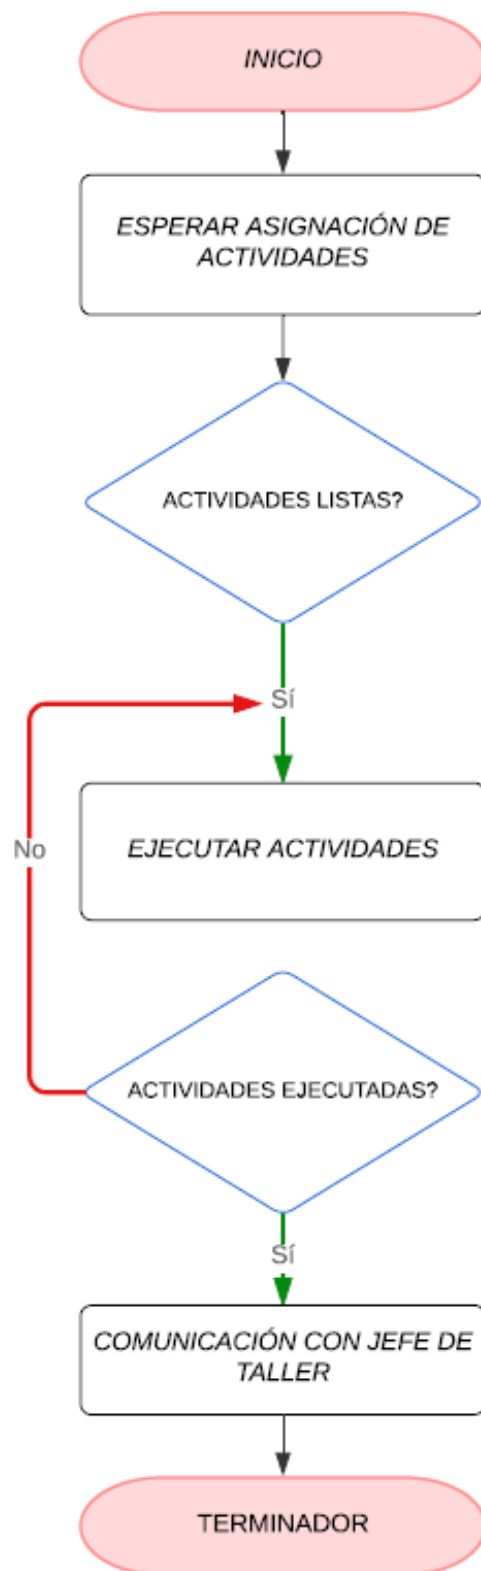 INICIO
ESPERAR ASIGNACIÓN DE
ACTIVIDADES
ACTIVIDADES LISTAS?
Sí
EJECUTAR ACTIVIDADES
No
ACTIVIDADES EJECUTADAS?
Sí
COMUNICACIÓN CON JEFE DE
TALLER
TERMINADOR